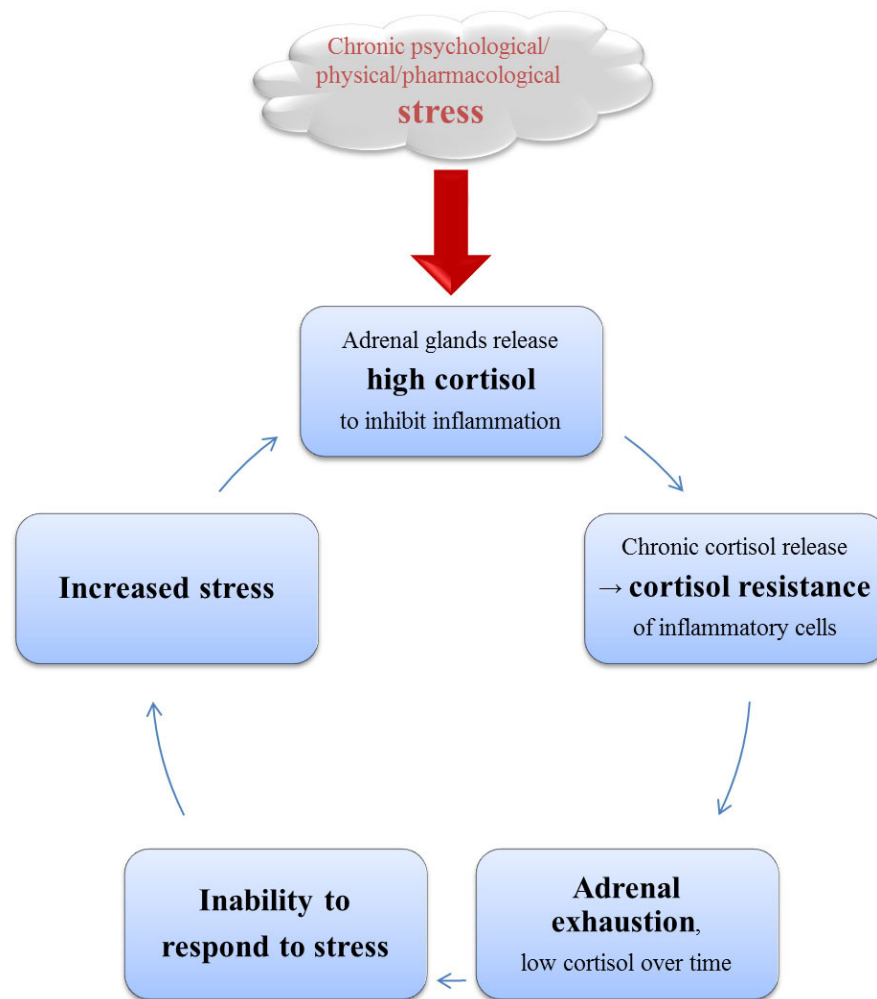 Chronic psychological/
physical/pharmacological
stress
Adrenal glands release
high cortisol
to inhibit inflammation
Chronic cortisol release
→ cortisol resistance
of inflammatory cells
Adrenal
exhaustion,
low cortisol over time
Inability to
respond to stress
Increased stress